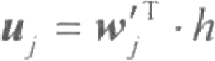 u_j = w'_j^T · h